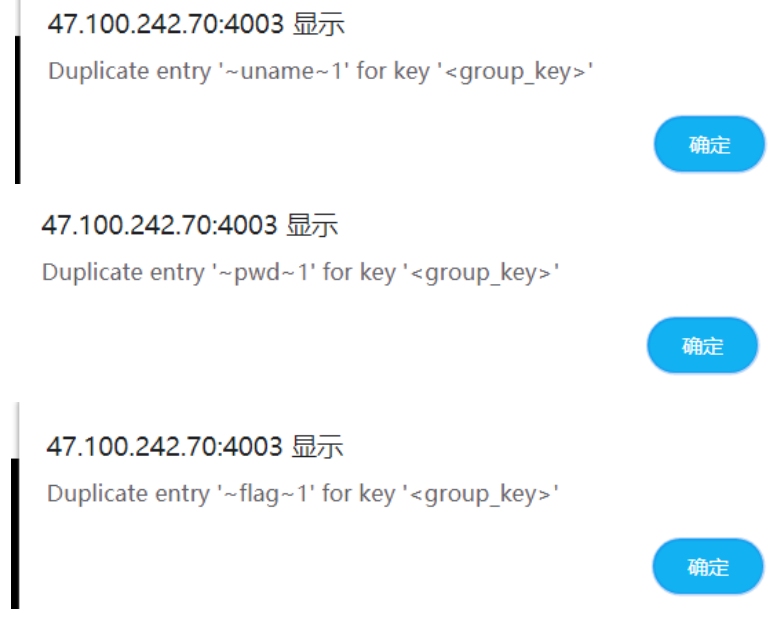 47.100.242.70:4003 显示
Duplicate entry '~uname~1' for key '<group_key>'
确定
47.100.242.70:4003 显示
Duplicate entry '~pwd~1' for key '<group_key>'
确定
47.100.242.70:4003 显示
Duplicate entry '~flag~1' for key '<group_key>'
确定